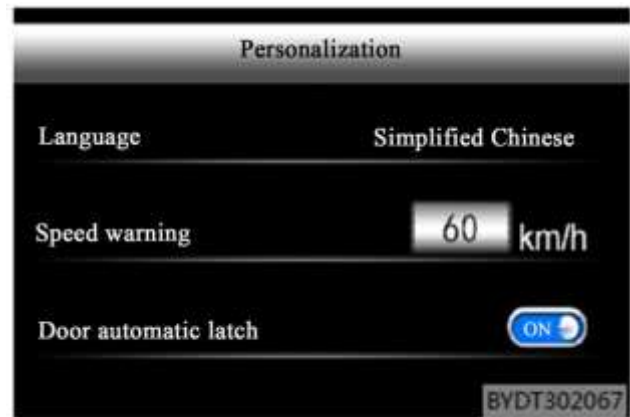 Personalization
Language Simplified Chinese
Speed warning 60 km/h
Door automatic latch ON
BYDT302067